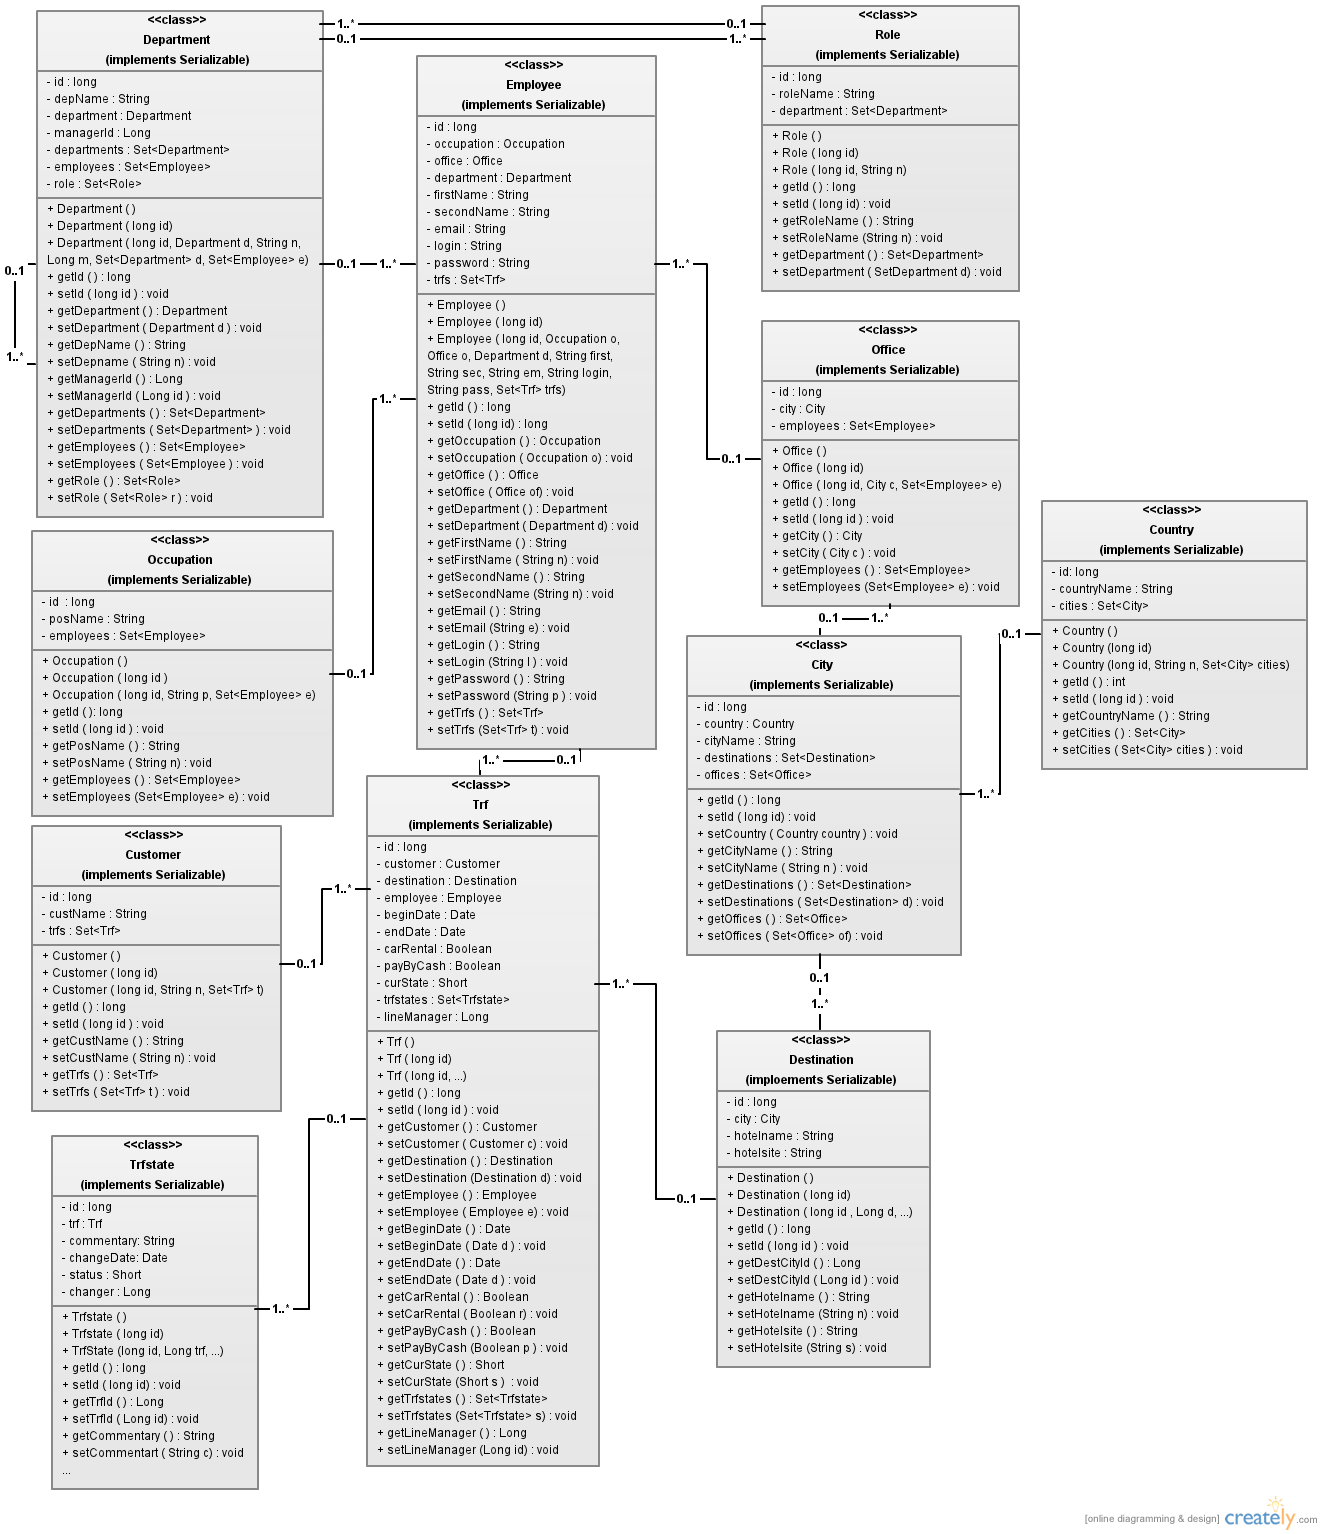 <<class>>
Department
(implements Serializable)
- id : long
- depName : String
- department : Department
- managerId : Long
- departments : Set<Department>
- employees : Set<Employee>
- role : Set<Role>
+ Department ( )
+ Department ( long id)
+ Department ( long id, Department d, String n,
Long m, Set<Department> d, Set<Employee> e)
+ getId ( ) : long
+ setId ( long id ) : void
+ getDepartment ( ) : Department
+ setDepartment ( Department d ) : void
+ getDepName ( ) : String
+ setDepname ( String n) : void
+ getManagerId ( ) : Long
+ setManagerId ( Long id ) : void
+ getDepartments ( ) : Set<Department>
+ setDepartments ( Set<Department> ) : void
+ getEmployees ( ) : Set<Employee>
+ setEmployees ( Set<Employee ) : void
+ getRole ( ) : Set<Role>
+ setRole ( Set<Role> r ) : void
0..1
1..*
1..*
0..1
0..1
1..*
0..1
1..*
<<class>>
Employee
(implements Serializable)
- id : long
- occupation : Occupation
- office : Office
- department : Department
- firstName : String
- secondName : String
- email : String
- login : String
- password : String
- trfs : Set<Trf>
+ Employee ( )
+ Employee ( long id)
+ Employee ( long id, Occupation o,
Office o, Department d, String first,
String sec, String em, String login,
String pass, Set<Trf> trfs)
+ getId ( ) : long
+ setId ( long id) : long
+ getOccupation ( ) : Occupation
+ setOccupation ( Occupation o) : void
+ getOffice ( ) : Office
+ setOffice ( Office of) : void
+ getDepartment ( ) : Department
+ setDepartment ( Department d) : void
+ getFirstName ( ) : String
+ setFirstName ( String n) : void
+ getSecondName ( ) : String
+ setSecondName (String n) : void
+ getEmail ( ) : String
+ setEmail (String e) : void
+ getLogin ( ) : String
+ setLogin (String l ) : void
+ getPassword ( ) : String
+ setPassword (String p ) : void
+ getTrfs ( ) : Set<Trf>
+ setTrfs (Set<Trf> t) : void
1..*
0..1
1..*
0..1
1..*
0..1
<<class>>
Role
(implements Serializable)
- id : long
- roleName : String
- department : Set<Department>
+ Role ( )
+ Role ( long id)
+ Role ( long id, String n)
+ getId ( ) : long
+ setId ( long id) : void
+ getRoleName ( ) : String
+ setRoleName (String n) : void
+ getDepartment ( ) : Set<Department>
+ setDepartment ( SetDepartment d) : void
<<class>>
Office
(implements Serializable)
- id : long
- city : City
- employees : Set<Employee>
+ Office ( )
+ Office ( long id)
+ Office ( long id, City c, Set<Employee> e)
+ getId ( ) : long
+ setId ( long id ) : void
+ getCity ( ) : City
+ setCity ( City c ) : void
+ getEmployees ( ) : Set<Employee>
+ setEmployees (Set<Employee> e) : void
0..1
1..*
<<class>>
Country
(implements Serializable)
- id: long
- countryName : String
- cities : Set<City>
+ Country ( )
+ Country (long id)
+ Country (long id, String n, Set<City> cities)
+ getId ( ) : int
+ setId ( long id ) : void
+ getCountryName ( ) : String
+ getCities ( ) : Set<City>
+ setCities ( Set<City> cities ) : void
0..1
1..*
<<class>>
Occupation
(implements Serializable)
- id : long
- posName : String
- employees : Set<Employee>
+ Occupation ( )
+ Occupation ( long id )
+ Occupation ( long id, String p, Set<Employee> e)
+ getId ( ): long
+ setId ( long id ) : void
+ getPosName ( ) : String
+ setPosName ( String n) : void
+ getEmployees ( ) : Set<Employee>
+ setEmployees (Set<Employee> e) : void
<<class>
City
(implements Serializable)
- id : long
- country : Country
- cityName : String
- destinations : Set<Destination>
- offices : Set<Office>
+ getId ( ) : long
+ setId ( long id) : void
+ setCountry ( Country country ) : void
+ getCityName ( ) : String
+ setCityName ( String n ) : void
+ getDestinations ( ) : Set<Destination>
+ setDestinations ( Set<Destination> d) : void
+ getOffices ( ) : Set<Office>
+ setOffices ( Set<Office> of) : void
0..1
1..*
<<class>>
Customer
(implements Serializable)
- id : long
- custName : String
- trfs : Set<Trf>
+ Customer ( )
+ Customer ( long id)
+ Customer ( long id, String n, Set<Trf> t)
+ getId ( ) : long
+ setId ( long id ) : void
+ getCustName ( ) : String
+ setCustName ( String n) : void
+ getTrfs ( ) : Set<Trf>
+ setTrfs ( Set<Trf> t ) : void
1..*
0..1
<<class>>
Trf
(implements Serializable)
- id : long
- customer : Customer
- destination : Destination
- employee : Employee
- beginDate : Date
- endDate : Date
- carRental : Boolean
- payByCash : Boolean
- curState : Short
- trfstates : Set<Trfstate>
- lineManager : Long
+ Trf ( )
+ Trf ( long id)
+ Trf ( long id, ...)
+ getId ( ) : long
+ setId ( long id ) : void
+ getCustomer ( ) : Customer
+ setCustomer ( Customer c) : void
+ getDestination ( ) : Destination
+ setDestination (Destination d) : void
+ getEmployee ( ) : Employee
+ setEmployee ( Employee e) : void
+ getBeginDate ( ) : Date
+ setBeginDate ( Date d ) : void
+ getEndDate ( ) : Date
+ setEndDate ( Date d ) : void
+ getCarRental ( ) : Boolean
+ setCarRental ( Boolean r) : void
+ getPayByCash ( ) : Boolean
+ setPayByCash (Boolean p ) : void
+ getCurState ( ) : Short
+ setCurState (Short s ) : void
+ getTrfstates ( ) : Set<Trfstate>
+ setTrfstates (Set<Trfstate> s) : void
+ getLineManager ( ) : Long
+ setLineManager (Long id) : void
1..*
0..1
<<class>>
Destination
(imploements Serializable)
- id : long
- city : City
- hotelname : String
- hotelsite : String
+ Destination ( )
+ Destination ( long id)
+ Destination ( long id , Long d, ...)
+ getId ( ) : long
+ setId ( long id ) : void
+ getDestCityId ( ) : Long
+ setDestCityId ( Long id ) : void
+ getHotelname ( ) : String
+ setHotelname (String n) : void
+ getHotelsite ( ) : String
+ setHotelsite (String s) : void
<<class>>
Trfstate
(implements Serializable)
- id : long
- trf : Trf
- commentary: String
- changeDate: Date
- status : Short
- changer : Long
+ Trfstate ( )
+ Trfstate ( long id)
+ TrfState (long id, Long trf, ...)
+ getId ( ) : long
+ setId ( long id) : void
+ getTrfId ( ) : Long
+ setTrfId ( Long id) : void
+ getCommentary ( ) : String
+ setCommentart ( String c) : void
...
0..1
1..*
[online diagramming & design] creately.com